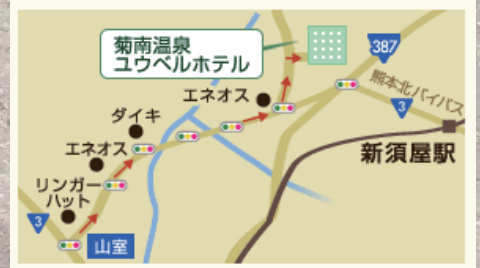 菊南温泉
ユウベルホテル
387
エネオス
熊本北バイパス
3
ダイキ
新須屋駅
エネオス
リンガー
ハット
3
山室